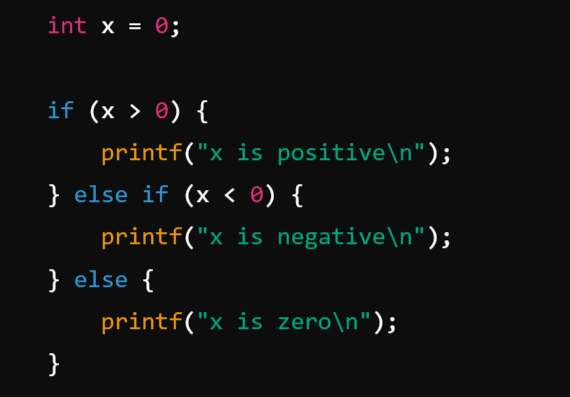 int x = 0;
if (x > 0) {
    printf("x is positive\n");
} else if (x < 0) {
    printf("x is negative\n");
} else {
    printf("x is zero\n");
}